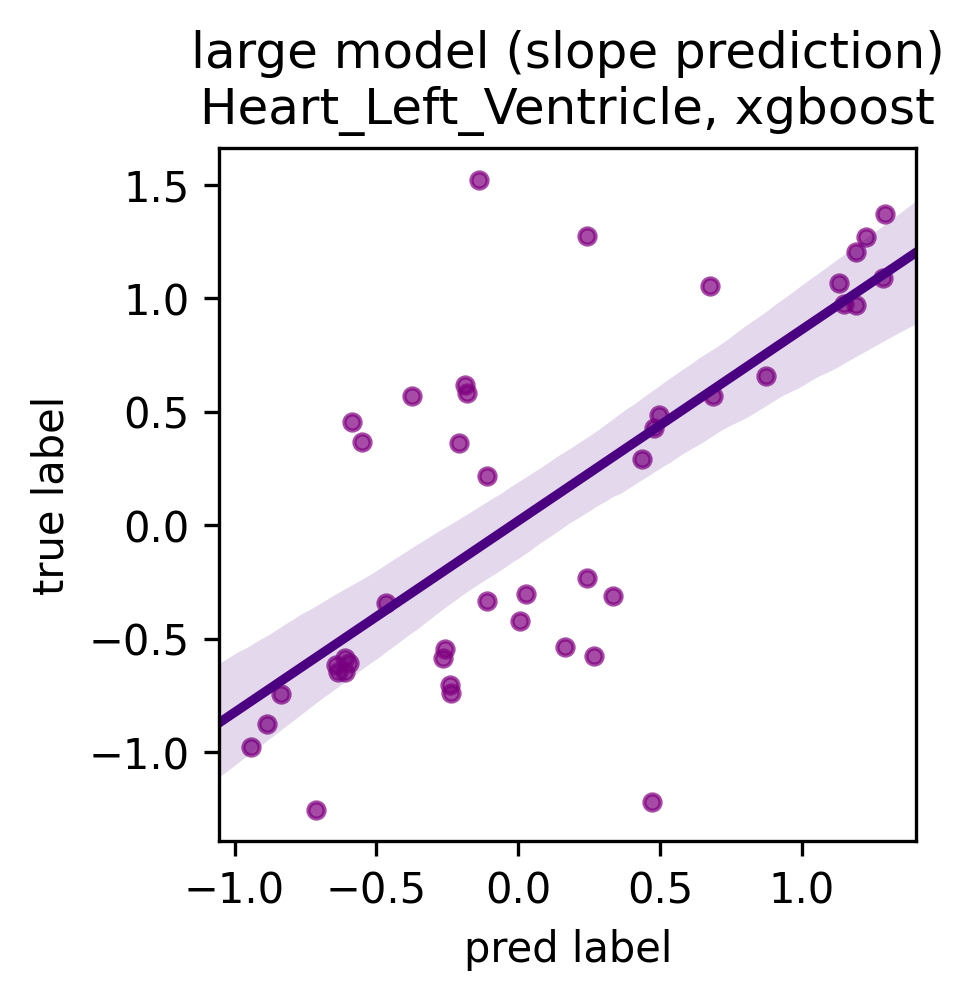 large model (slope prediction)
Heart_Left_Ventricle, xgboost
1.5
1.0
0.5
0.0
−0.5
−1.0
true label
−1.0
−0.5
0.0
0.5
1.0
pred label